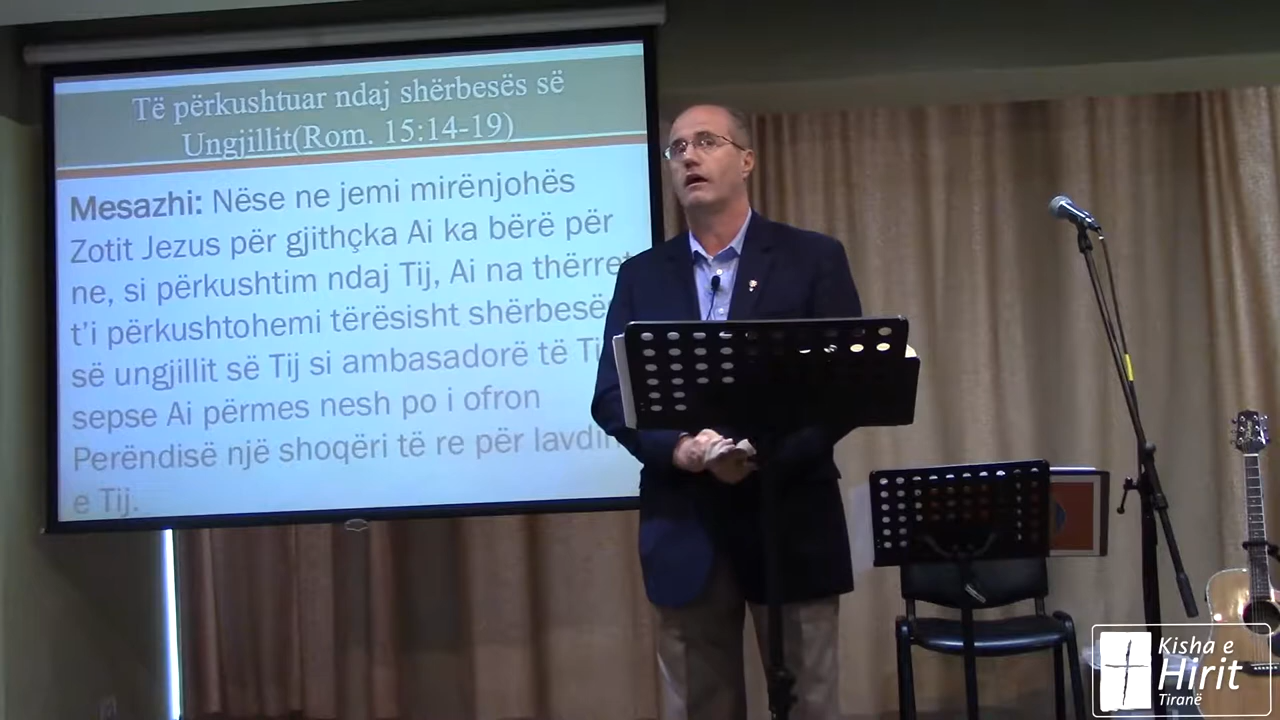 Të përkushtuar ndaj shërbesës së
Ungjillit(Rom. 15:14-19)
Mesazhi: Nëse ne jemi mirënjohës
Zotit Jezus për gjithçka Ai ka bërë për
ne, si përkushtim ndaj Tij, Ai na thërret
t'i përkushtohemi tërësisht shërbesës
së ungjillit së Tij si ambasadorë të
sepse Ai përmes nesh po i ofron
Perëndisë një shoqëri të re për
e Tij.
Kisha e
Hirit
Tiranë